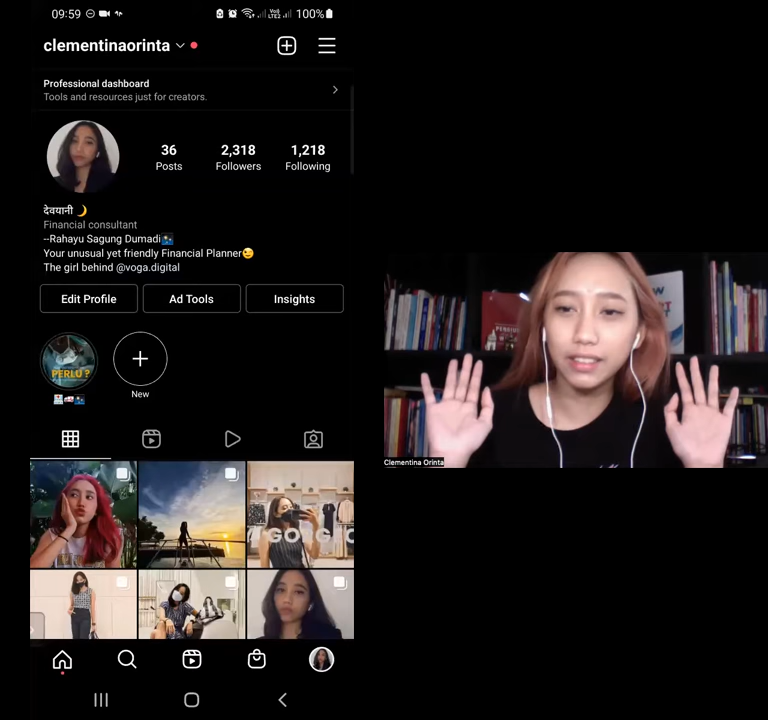 09:59
100%
clementinaorinta
Professional dashboard
Tools and resources just for creators.
36
2,318
1,218
Posts
Followers
Following
देवयानी 🌙
Financial consultant
--Rahayu Sagung Dumadi🌃
Your unusual yet friendly Financial Planner😉
The girl behind @voga.digital
Edit Profile
Ad Tools
Insights
PERLU ?
New
Clementina Orinta